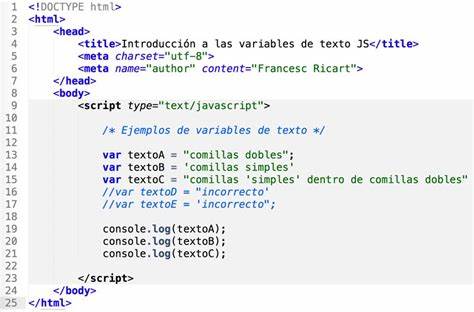 1 <!DOCTYPE html>
2 <html>
3 <head>
4 <title>Introducción a las variables de texto JS</title>
5 <meta charset="utf-8">
6 <meta name="author" content="Francesc Ricart">
7 </head>
8 <body>
9 <script type="text/javascript">
10
11 /* Ejemplos de variables de texto */
12
13 var textoA = "comillas dobles";
14 var textoB = 'comillas simples'
15 var textoC = "comillas 'simples' dentro de comillas dobles"
16 //var textoD = "incorrecto'
17 //var textoE = 'incorrecto";
18
19 console.log(textoA);
20 console.log(textoB);
21 console.log(textoC);
22
23 </script>
24 </body>
25 </html>